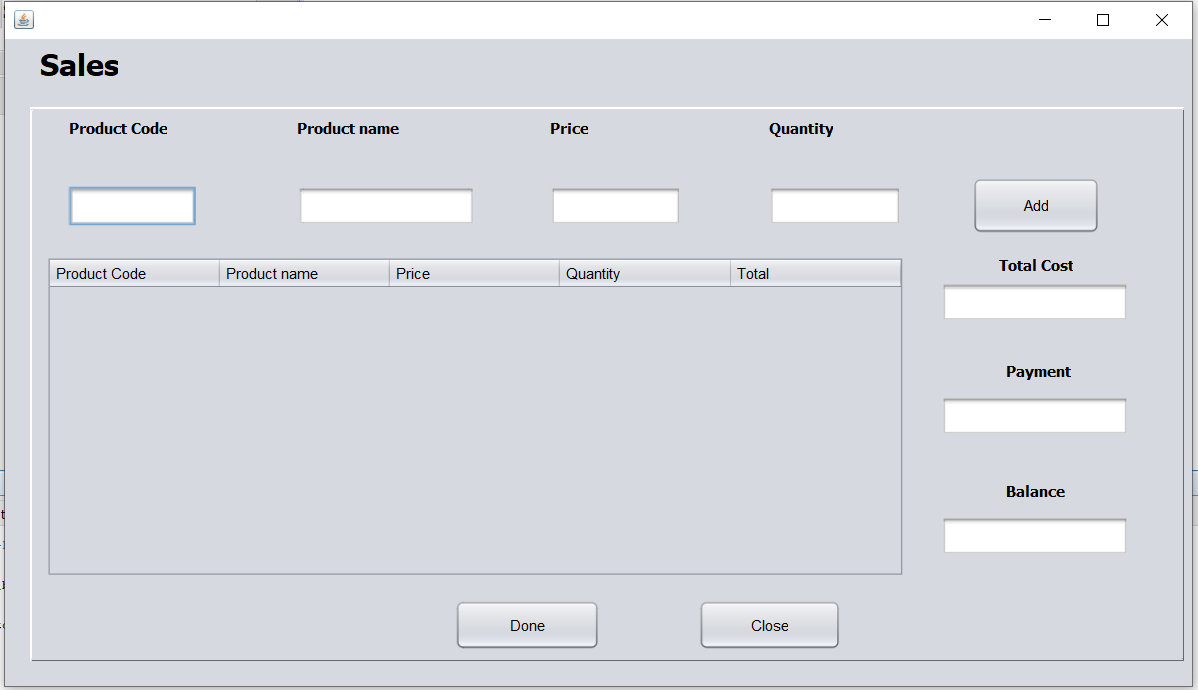 Sales
Product Code Product name Price Quantity
Add
Product Code Product name Price Quantity Total
Total Cost
Payment
Balance
Done Close